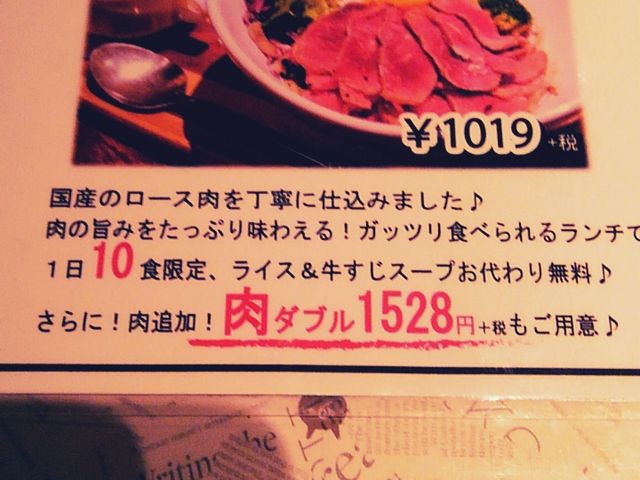 ¥1019 +税
国産のロース肉を丁寧に仕込みました♪
肉の旨みをたっぷり味わえる！ガッツリ食べられるランチで
1日10食限定、ライス＆牛すじスープお代わり無料♪
さらに！肉追加！肉ダブル1528円+税もご用意♪
Writing